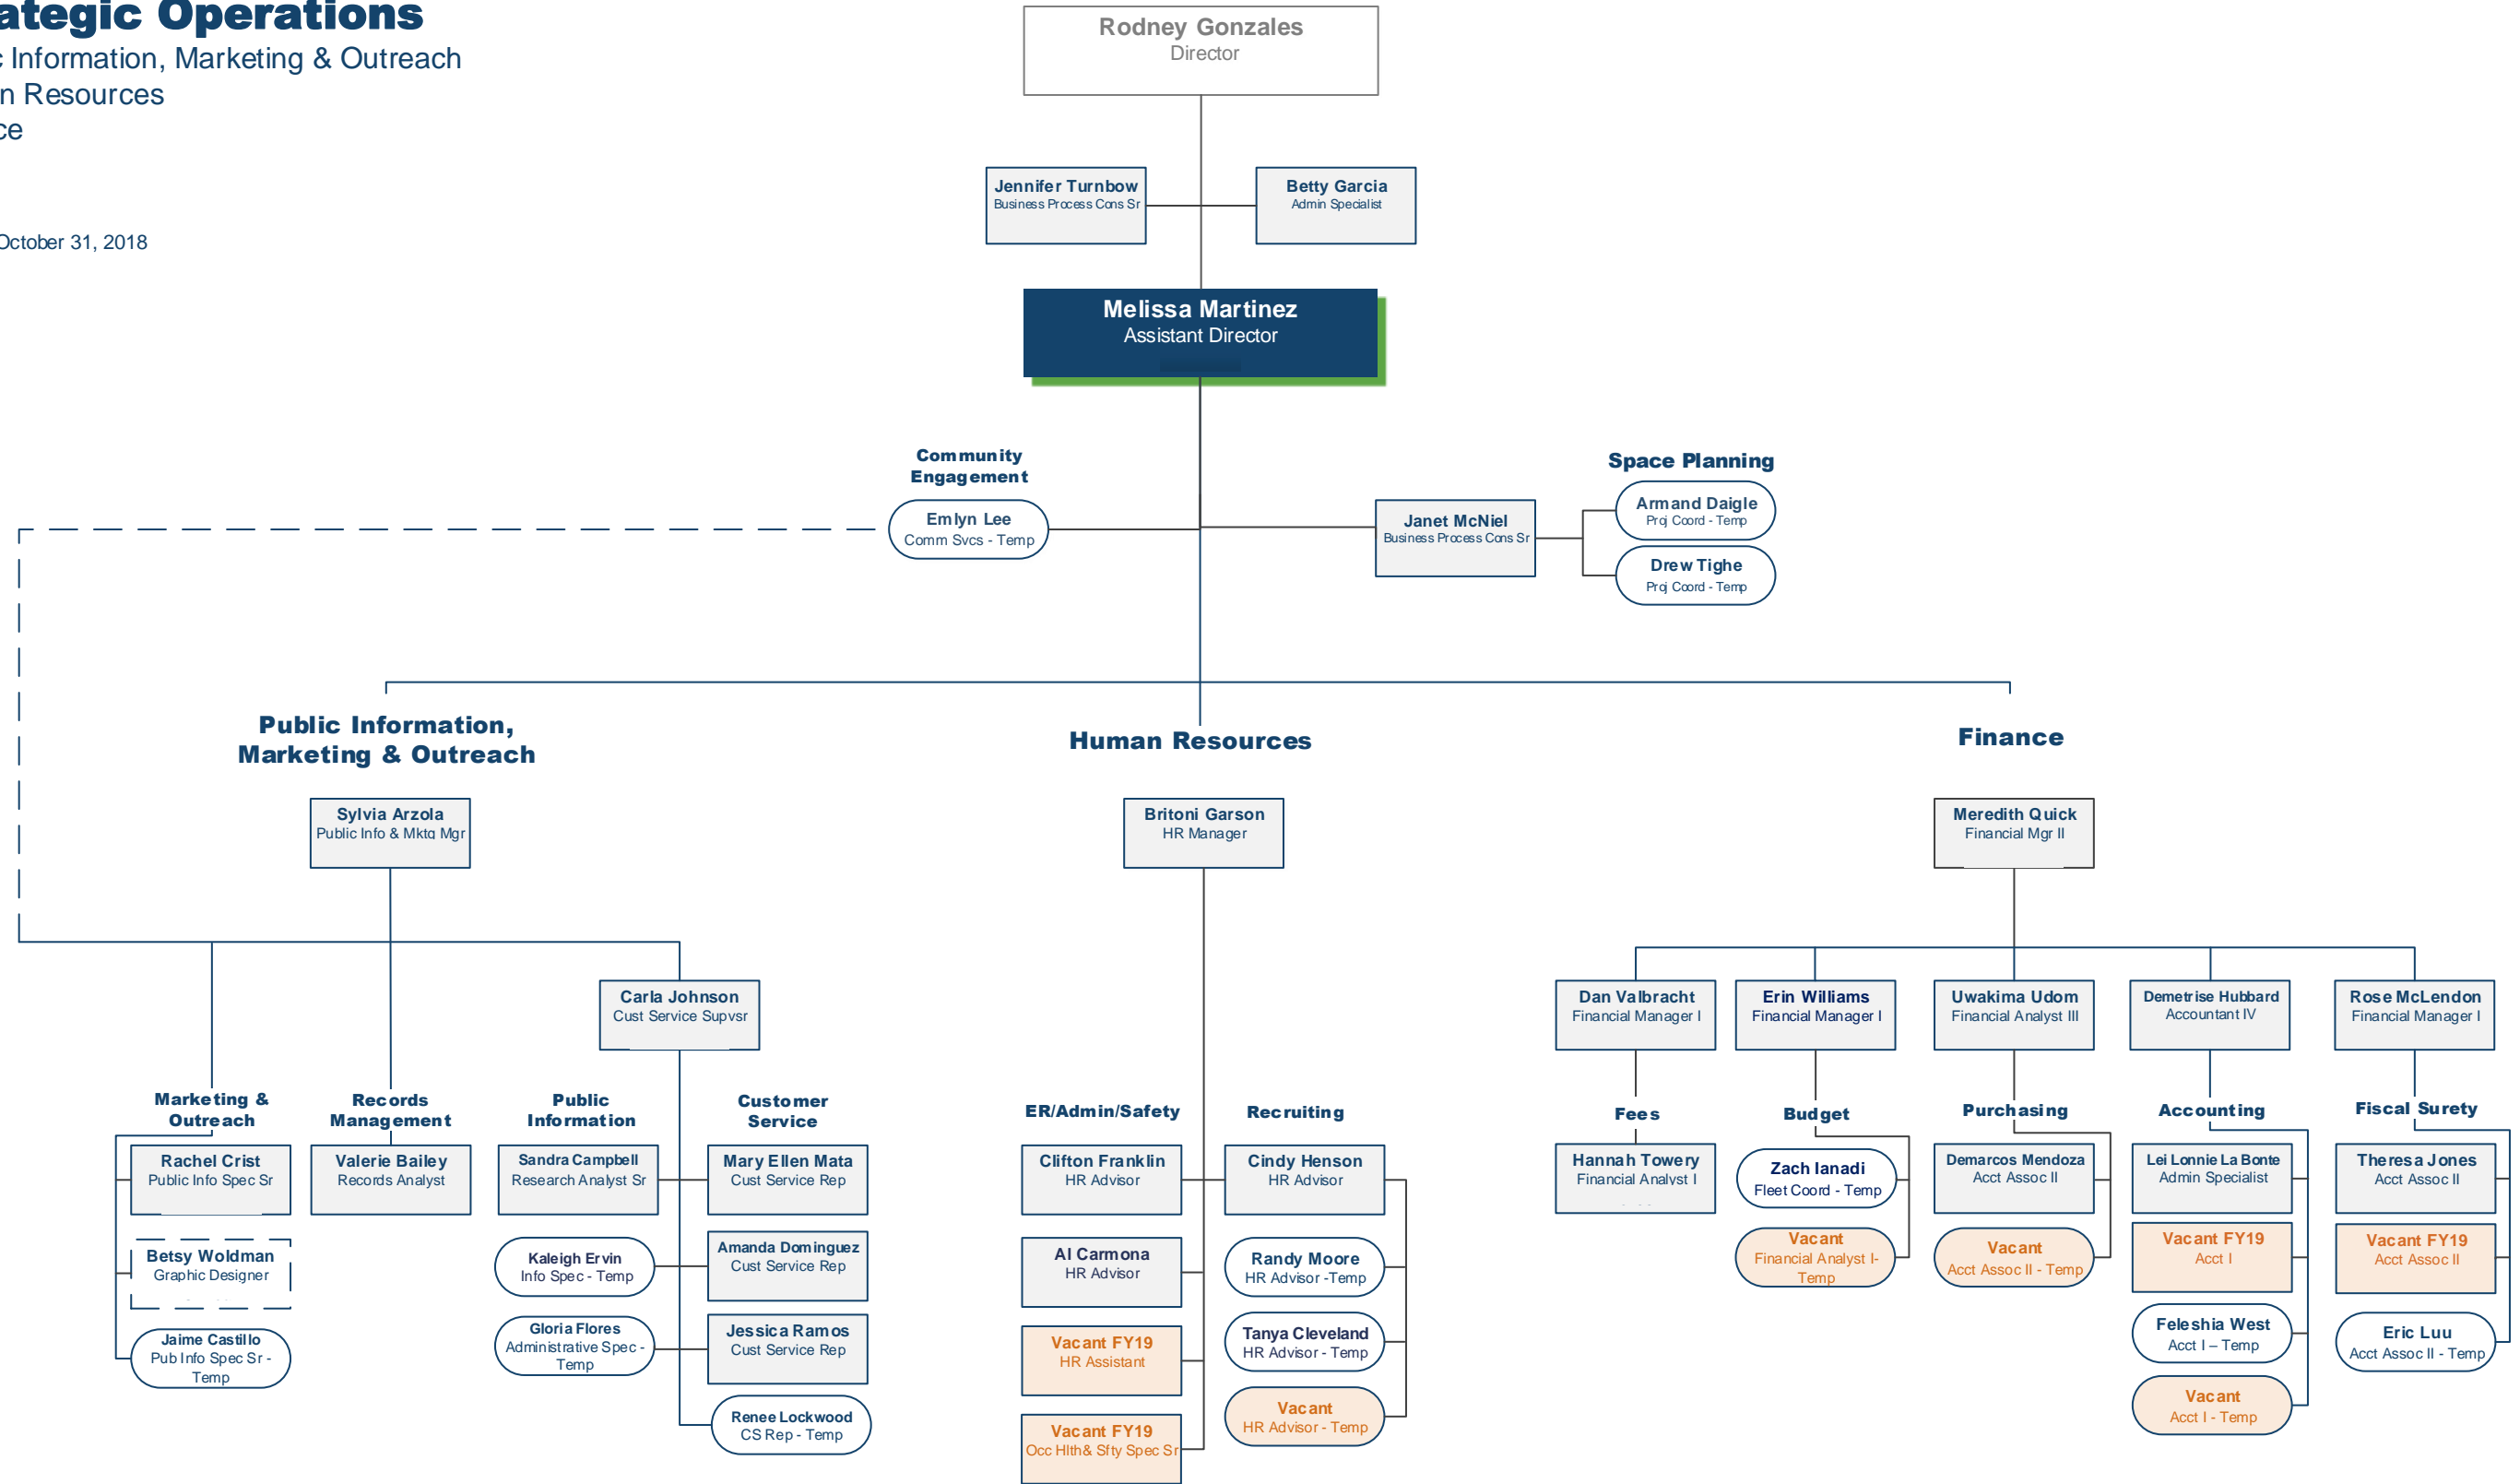 ategic Operations
c Information, Marketing & Outreach
n Resources
ce
October 31, 2018
Rodney Gonzales
Director
Jennifer Turnbow
Business Process Cons Sr
Betty Garcia
Admin Specialist
Melissa Martinez
Assistant Director
Community
Engagement
Emlyn Lee
Comm Svcs - Temp
Janet McNiel
Business Process Cons Sr
Space Planning
Armand Daigle
Proj Coord - Temp
Drew Tighe
Proj Coord - Temp
Public Information,
Marketing & Outreach
Sylvia Arzola
Public Info & Mktg Mgr
Carla Johnson
Cust Service Supvsr
Marketing &
Outreach
Rachel Crist
Public Info Spec Sr
Betsy Woldman
Graphic Designer
Jaime Castillo
Pub Info Spec Sr -
Temp
Records
Management
Valerie Bailey
Records Analyst
Public
Information
Sandra Campbell
Research Analyst Sr
Kaleigh Ervin
Info Spec - Temp
Gloria Flores
Administrative Spec -
Temp
Customer
Service
Mary Ellen Mata
Cust Service Rep
Amanda Dominguez
Cust Service Rep
Jessica Ramos
Cust Service Rep
Renee Lockwood
CS Rep - Temp
Human Resources
Britoni Garson
HR Manager
ER/Admin/Safety
Clifton Franklin
HR Advisor
Al Carmona
HR Advisor
Vacant FY19
HR Assistant
Vacant FY19
Occ Hlth& Sfty Spec Sr
Recruiting
Cindy Henson
HR Advisor
Randy Moore
HR Advisor -Temp
Tanya Cleveland
HR Advisor - Temp
Vacant
HR Advisor - Temp
Finance
Meredith Quick
Financial Mgr II
Dan Valbracht
Financial Manager I
Fees
Hannah Towery
Financial Analyst I
Erin Williams
Financial Manager I
Budget
Zach Ianadi
Fleet Coord - Temp
Vacant
Financial Analyst I-
Temp
Uwakima Udom
Financial Analyst III
Purchasing
Demarcos Mendoza
Acct Assoc II
Vacant
Acct Assoc II - Temp
Demetrise Hubbard
Accountant IV
Accounting
Lei Lonnie La Bonte
Admin Specialist
Vacant FY19
Acct I
Feleshia West
Acct I – Temp
Vacant
Acct I - Temp
Rose McLendon
Financial Manager I
Fiscal Surety
Theresa Jones
Acct Assoc II
Vacant FY19
Acct Assoc II
Eric Luu
Acct Assoc II - Temp